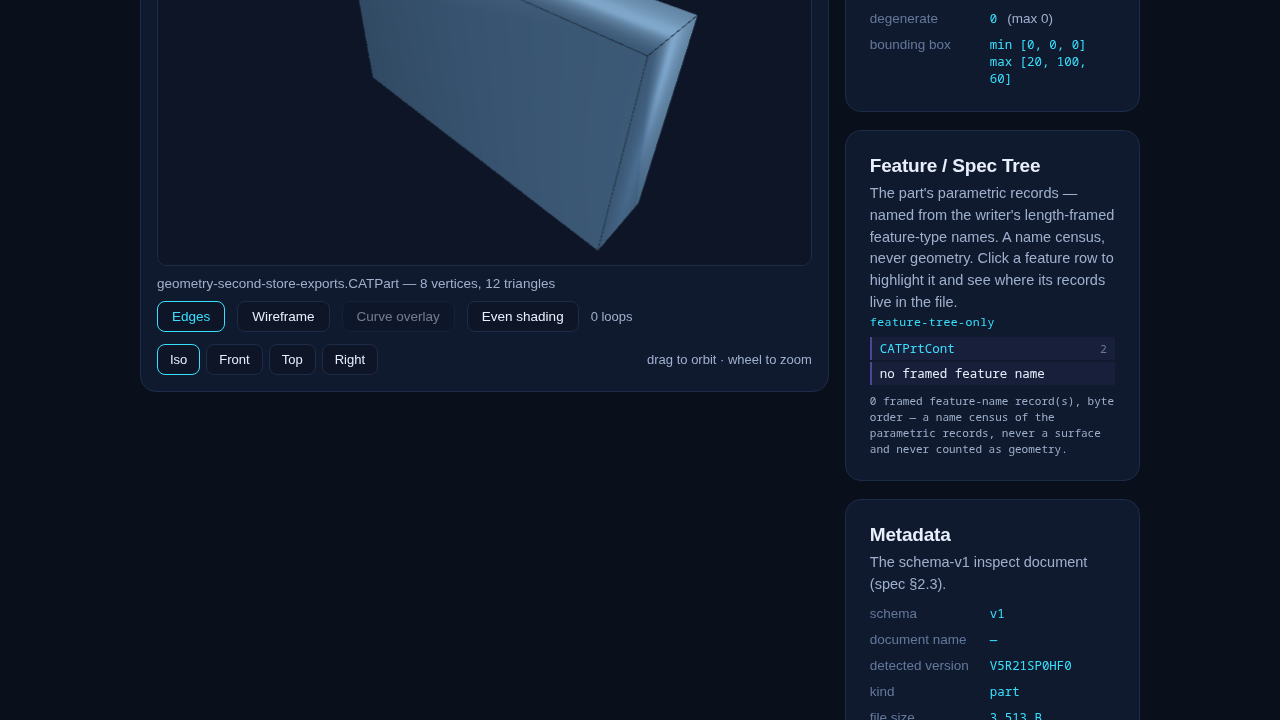 geometry-second-store-exports.CATPart — 8 vertices, 12 triangles
Edges Wireframe Curve overlay Even shading 0 loops
Iso Front Top Right drag to orbit · wheel to zoom
degenerate 0 (max 0)
bounding box min [0, 0, 0]
max [20, 100,
60]
Feature / Spec Tree
The part's parametric records —
named from the writer's length-framed
feature-type names. A name census,
never geometry. Click a feature row to
highlight it and see where its records
live in the file.
feature-tree-only
CATPrtCont 2
no framed feature name
0 framed feature-name record(s), byte
order — a name census of the
parametric records, never a surface
and never counted as geometry.
Metadata
The schema-v1 inspect document
(spec §2.3).
schema v1
document name —
detected version V5R21SP0HF0
kind part
file size 3,513 B